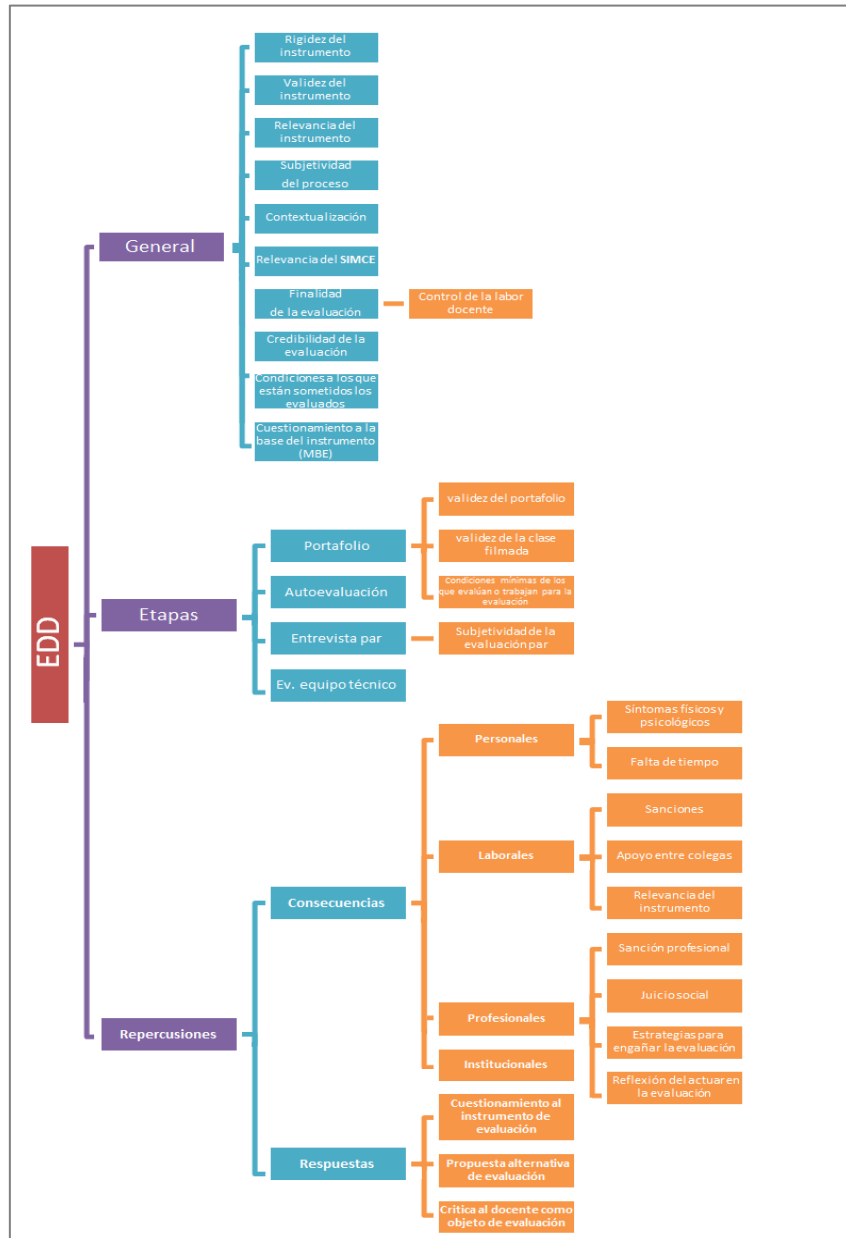 Rigidez del
instrumento
Validez del
instrumento
Relevancia del
instrumento
Subjetividad
del proceso
General
Contextualización
Relevancia del SIMCE
Finalidad
de la evaluación
Control de la labor
docente
Credibilidad de la
evaluación
Condiciones a los que
están sometidos los
evaluados
Cuestionamiento a la
base del instrumento
(MBE)
EDD
Etapas
Portafolio
validez del portafolio
validez de la clase
filmada
Condiciones mínimas de los
que evalúan o trabajan para la
evaluación
Autoevaluación
Entrevista par
Subjetividad de la
evaluación par
Ev. equipo técnico
Repercusiones
Consecuencias
Personales
Síntomas físicos y
psicológicos
Falta de tiempo
Laborales
Sanciones
Apoyo entre colegas
Relevancia del
instrumento
Profesionales
Sanción profesional
Juicio social
Estrategias para
engañar la evaluación
Reflexión del actuar en
la evaluación
Institucionales
Respuestas
Cuestionamiento al
instrumento de
evaluación
Propuesta alternativa
de evaluación
Critica al docente como
objeto de evaluación